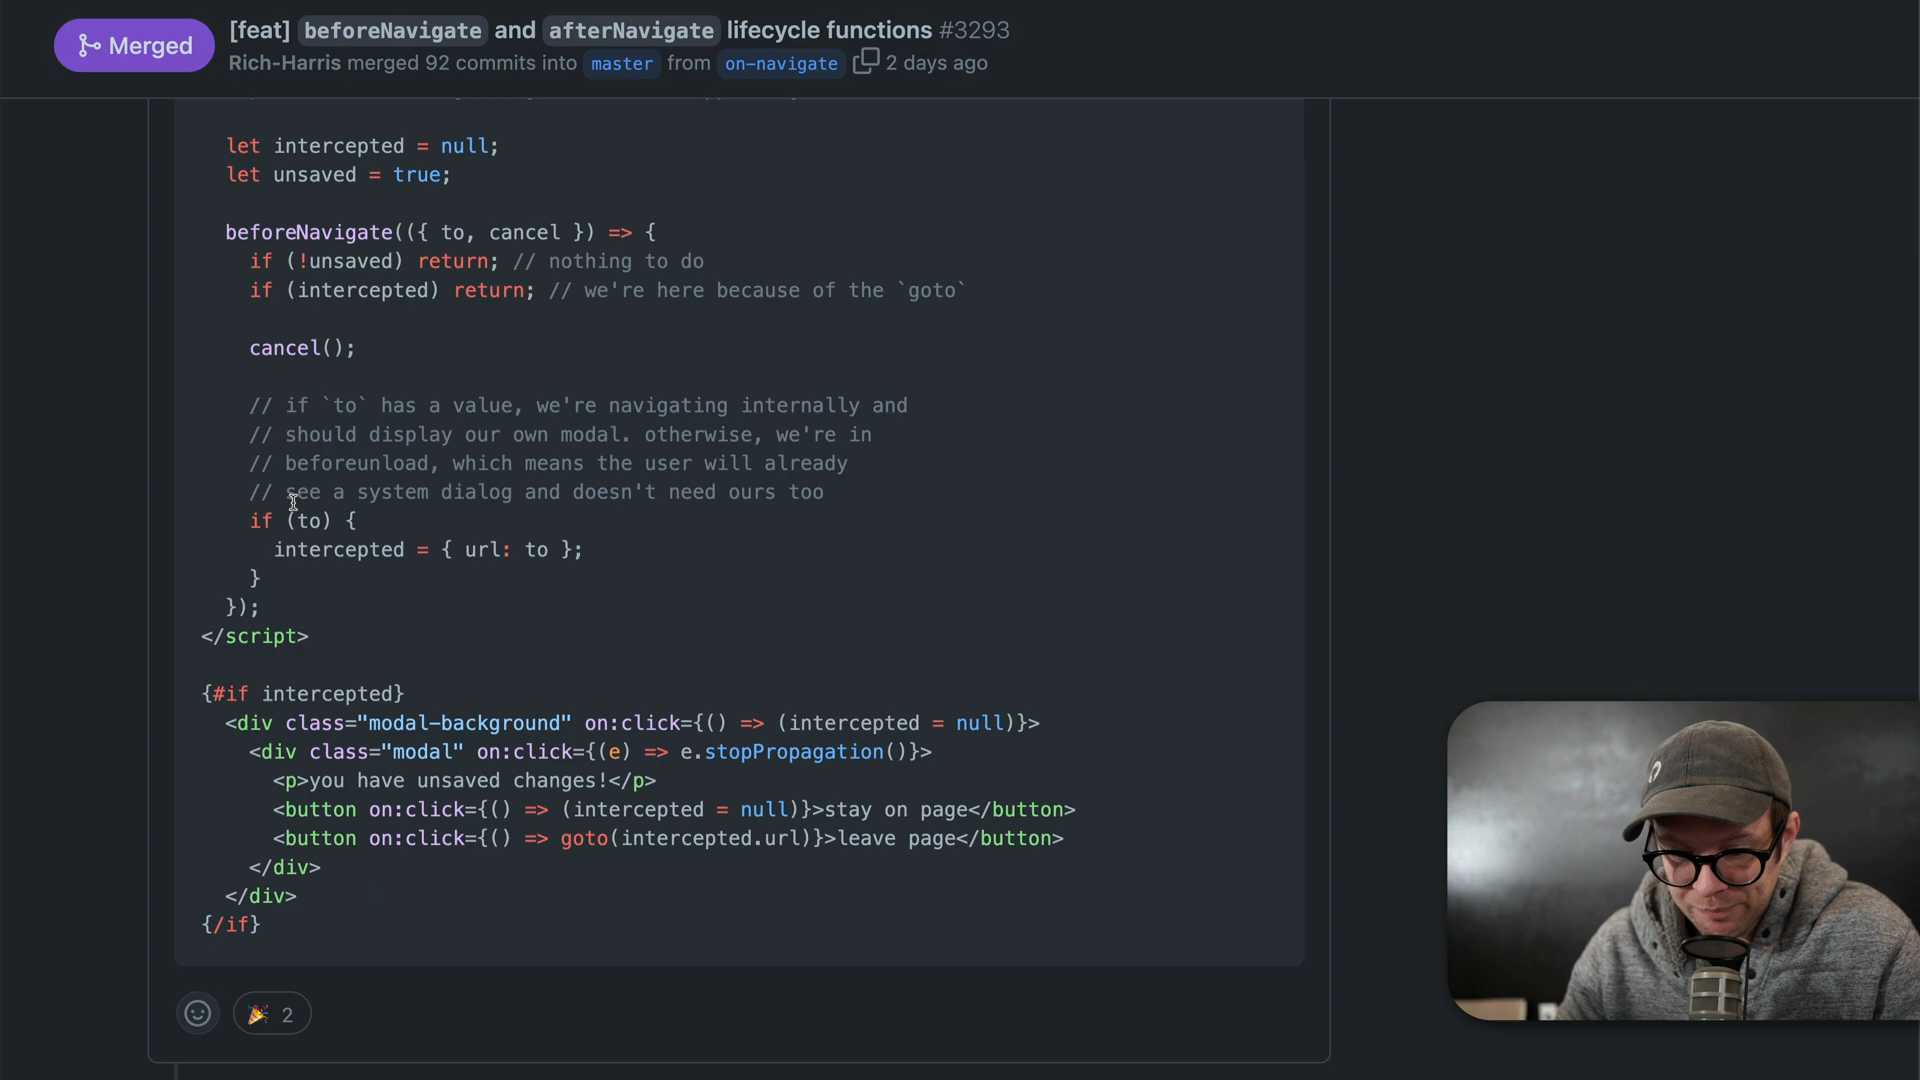 Merged
[feat] beforeNavigate and afterNavigate lifecycle functions #3293
Rich-Harris merged 92 commits into master from on-navigate 2 days ago
let intercepted = null;
let unsaved = true;
beforeNavigate(({ to, cancel }) => {
if (!unsaved) return; // nothing to do
if (intercepted) return; // we're here because of the `goto`
cancel();
// if `to` has a value, we're navigating internally and
// should display our own modal. otherwise, we're in
// beforeunload, which means the user will already
// see a system dialog and doesn't need ours too
if (to) {
intercepted = { url: to };
}
});
</script>
{#if intercepted}
<div class="modal-background" on:click={() => (intercepted = null)}>
<div class="modal" on:click={(e) => e.stopPropagation()}>
<p>you have unsaved changes!</p>
<button on:click={() => (intercepted = null)}>stay on page</button>
<button on:click={() => goto(intercepted.url)}>leave page</button>
</div>
</div>
{/if}
2